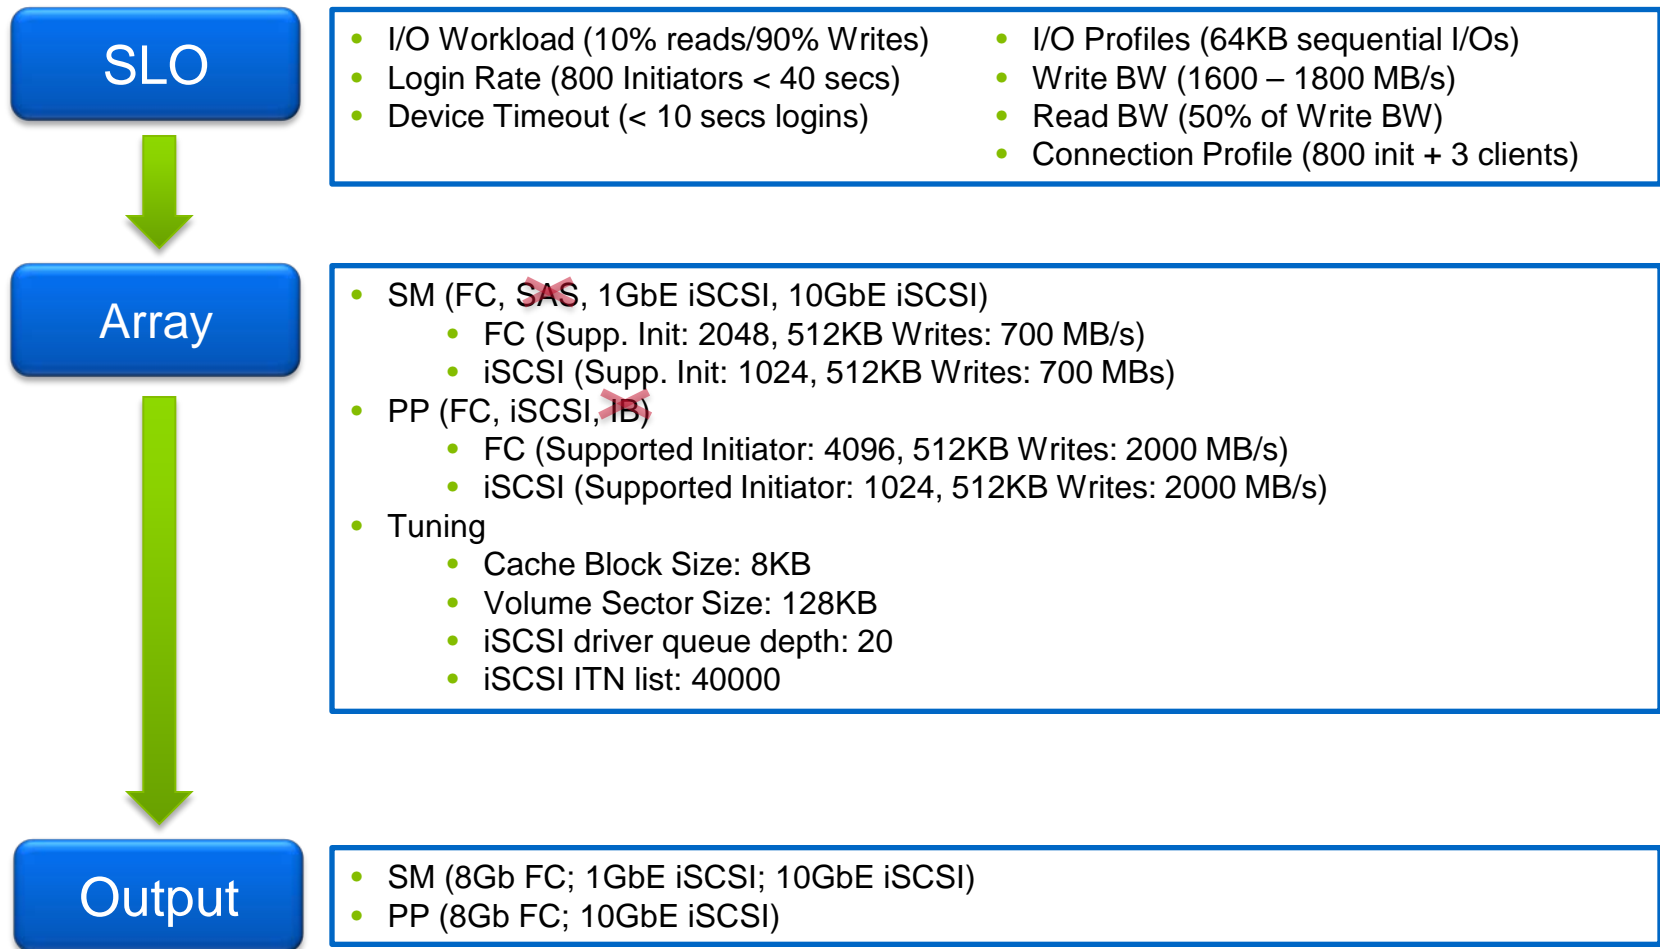 SLO
I/O Workload (10% reads/90% Writes)
Login Rate (800 Initiators < 40 secs)
Device Timeout (< 10 secs logins)
I/O Profiles (64KB sequential I/Os)
Write BW (1600 – 1800 MB/s)
Read BW (50% of Write BW)
Connection Profile (800 init + 3 clients)
Array
SM (FC, SAS, 1GbE iSCSI, 10GbE iSCSI)
FC (Supp. Init: 2048, 512KB Writes: 700 MB/s)
iSCSI (Supp. Init: 1024, 512KB Writes: 700 MBs)
PP (FC, iSCSI, IB)
FC (Supported Initiator: 4096, 512KB Writes: 2000 MB/s)
iSCSI (Supported Initiator: 1024, 512KB Writes: 2000 MB/s)
Tuning
Cache Block Size: 8KB
Volume Sector Size: 128KB
iSCSI driver queue depth: 20
iSCSI ITN list: 40000
Output
SM (8Gb FC; 1GbE iSCSI; 10GbE iSCSI)
PP (8Gb FC; 10GbE iSCSI)